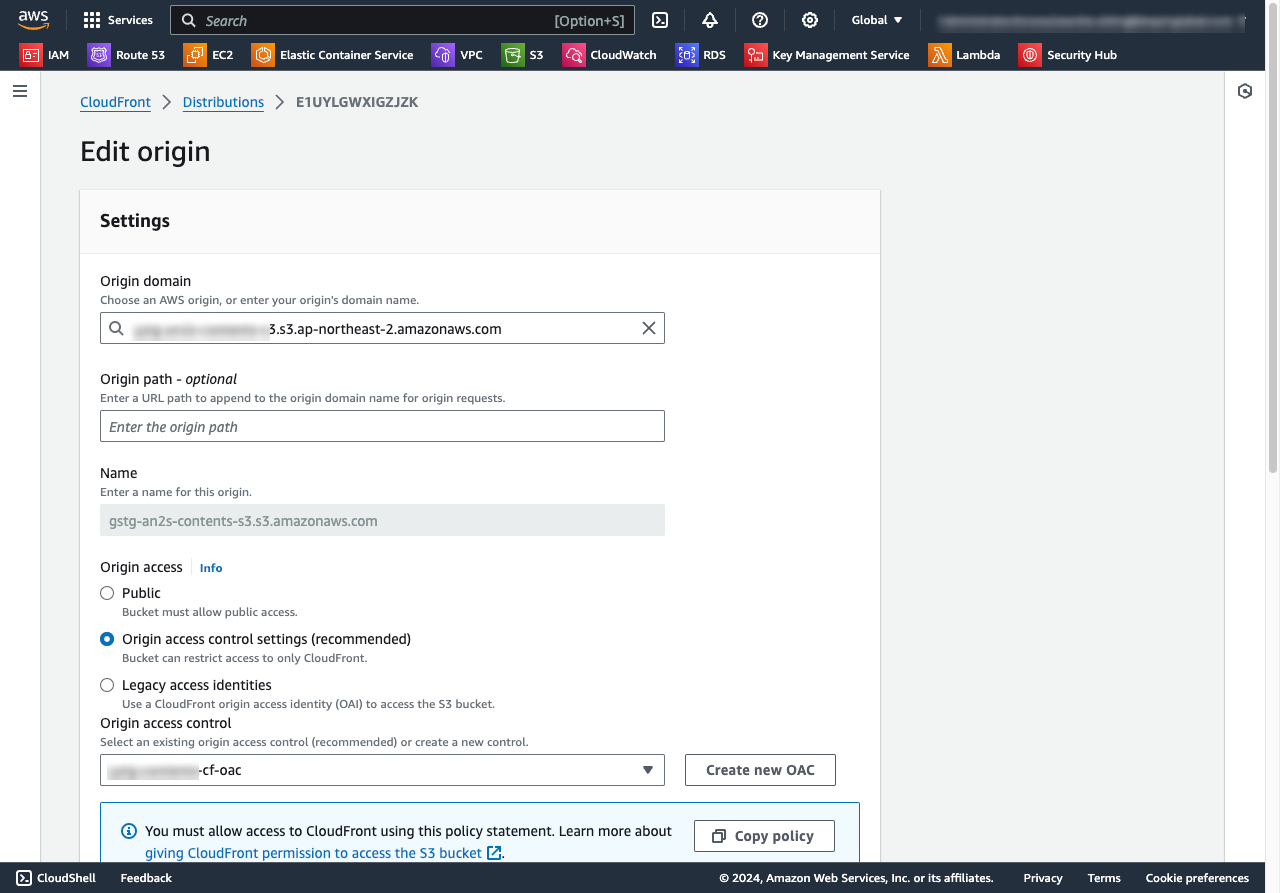 aws
Services
Search
[Option+S]
Global
IAM
Route 53
EC2
Elastic Container Service
VPC
S3
CloudWatch
RDS
Key Management Service
Lambda
Security Hub
CloudFront
Distributions
E1UYLGWXIGZJZK
Edit origin
Settings
Origin domain
Choose an AWS origin, or enter your origin's domain name.
3.s3.ap-northeast-2.amazonaws.com
Origin path - optional
Enter a URL path to append to the origin domain name for origin requests.
Enter the origin path
Name
Enter a name for this origin.
gstg-an2s-contents-s3.s3.amazonaws.com
Origin access
Info
Public
Bucket must allow public access.
Origin access control settings (recommended)
Bucket can restrict access to only CloudFront.
Legacy access identities
Use a CloudFront origin access identity (OAI) to access the S3 bucket.
Origin access control
Select an existing origin access control (recommended) or create a new control.
-cf-oac
Create new OAC
You must allow access to CloudFront using this policy statement. Learn more about
giving CloudFront permission to access the S3 bucket.
Copy policy
CloudShell
Feedback
© 2024, Amazon Web Services, Inc. or its affiliates.
Privacy
Terms
Cookie preferences